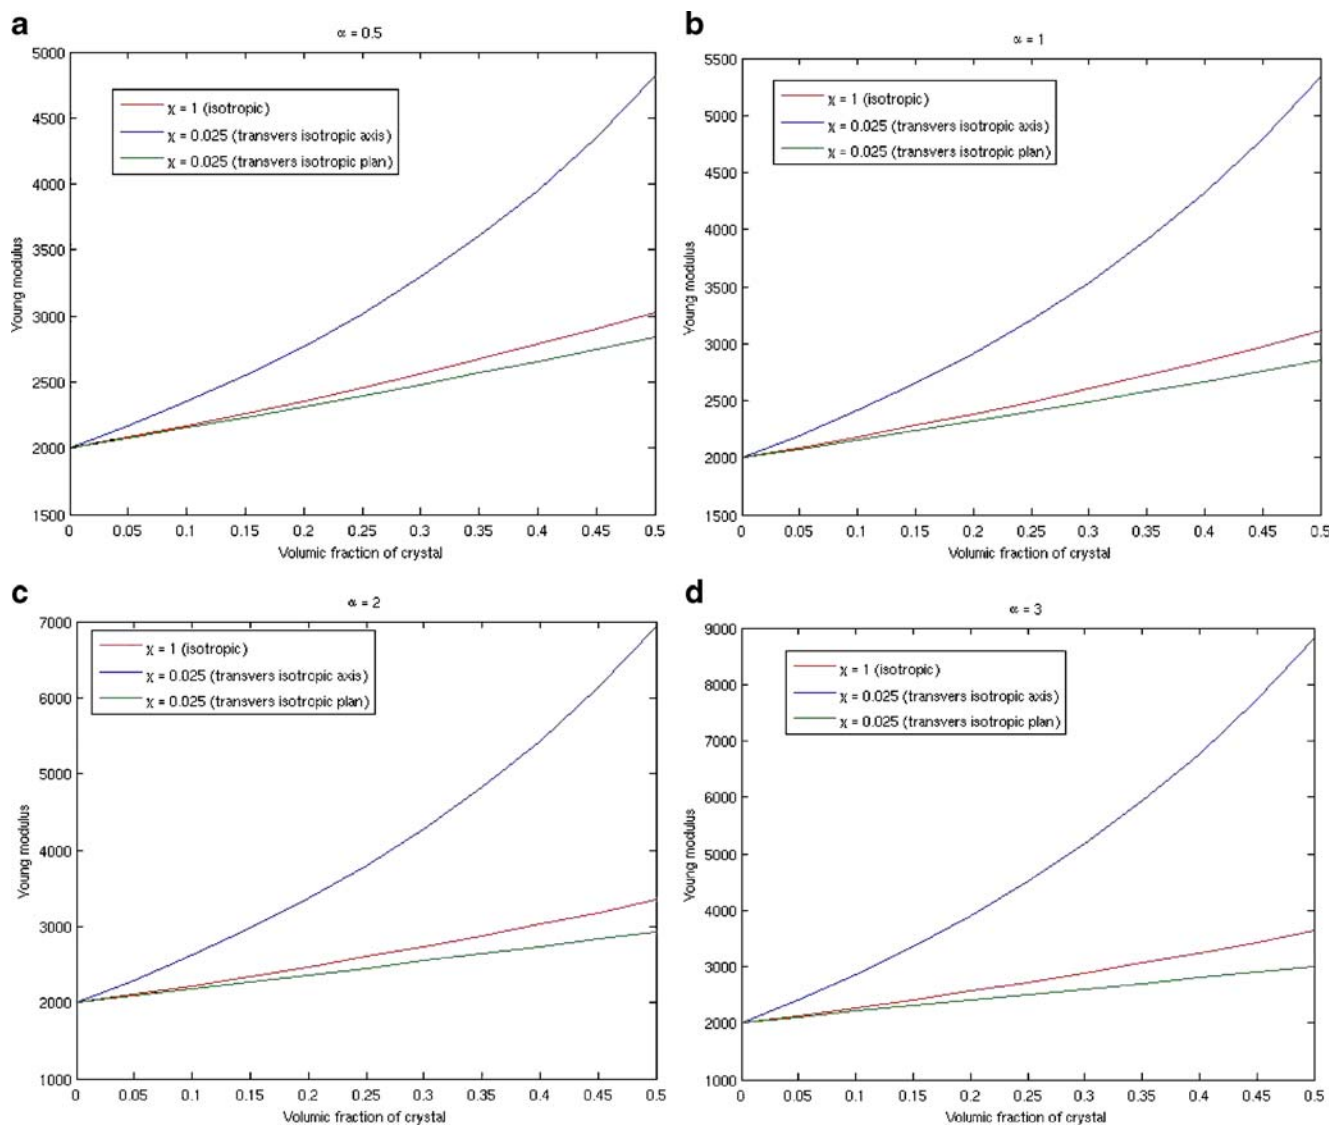 a
α = 0.5
5000
4500
4000
3500
3000
2500
2000
1500
Young modulus
χ = 1 (isotropic)
χ = 0.025 (transvers isotropic axis)
χ = 0.025 (transvers isotropic plan)
0 0.05 0.1 0.15 0.2 0.25 0.3 0.35 0.4 0.45 0.5
Volumic fraction of crystal
b
α = 1
5500
5000
4500
4000
3500
3000
2500
2000
1500
Young modulus
χ = 1 (isotropic)
χ = 0.025 (transvers isotropic axis)
χ = 0.025 (transvers isotropic plan)
0 0.05 0.1 0.15 0.2 0.25 0.3 0.35 0.4 0.45 0.5
Volumic fraction of crystal
c
α = 2
7000
6000
5000
4000
3000
2000
1000
Young modulus
χ = 1 (isotropic)
χ = 0.025 (transvers isotropic axis)
χ = 0.025 (transvers isotropic plan)
0 0.05 0.1 0.15 0.2 0.25 0.3 0.35 0.4 0.45 0.5
Volumic fraction of crystal
d
α = 3
9000
8000
7000
6000
5000
4000
3000
2000
1000
Young modulus
χ = 1 (isotropic)
χ = 0.025 (transvers isotropic axis)
χ = 0.025 (transvers isotropic plan)
0 0.05 0.1 0.15 0.2 0.25 0.3 0.35 0.4 0.45 0.5
Volumic fraction of crystal